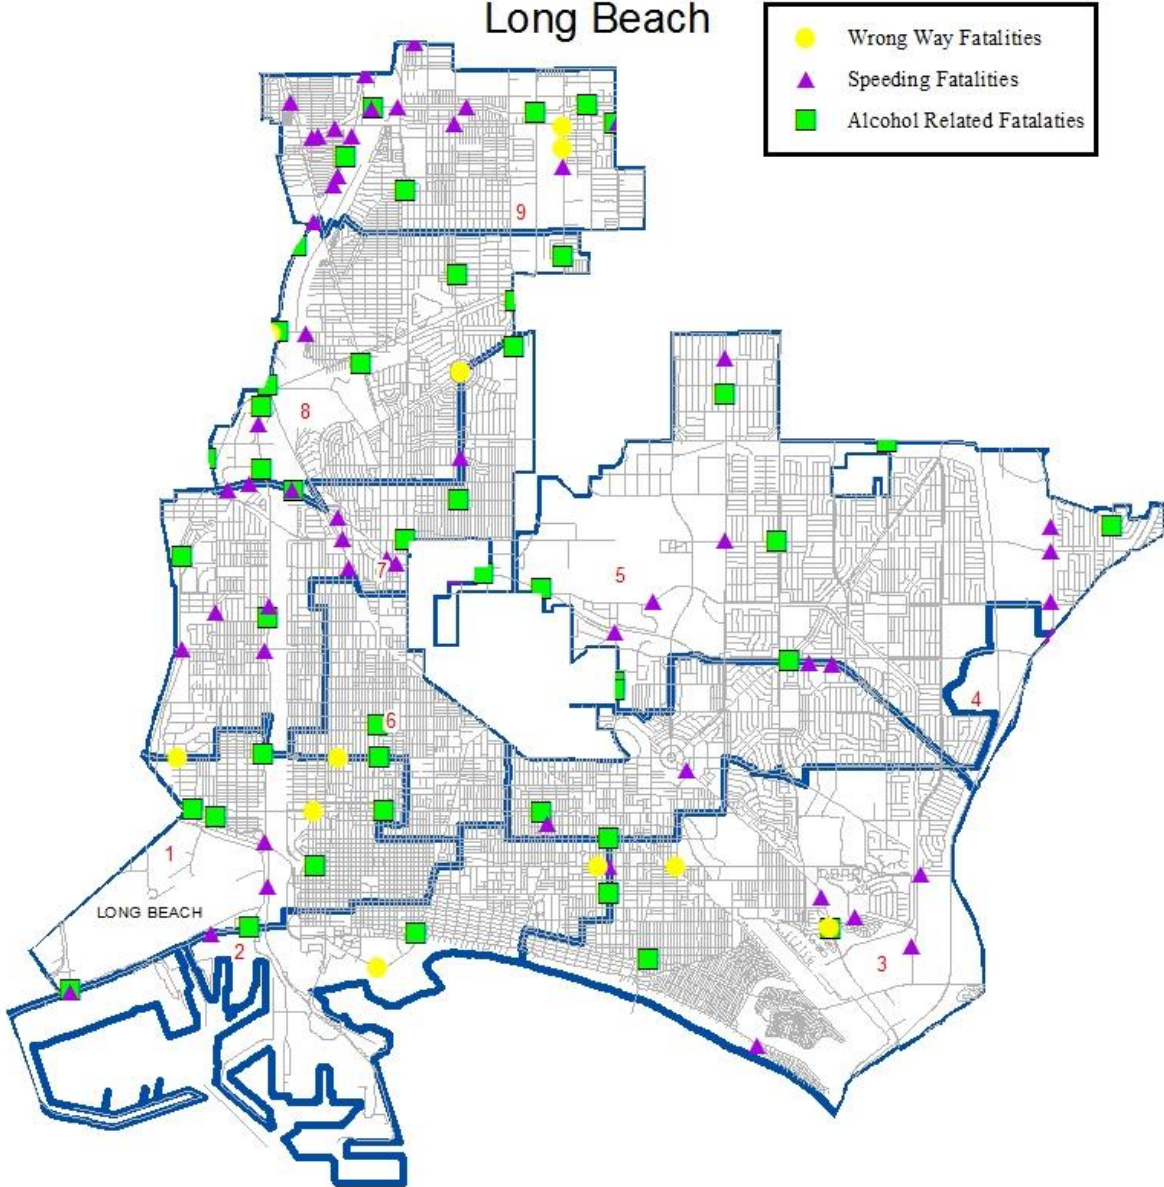 Long Beach
Wrong Way Fatalities
Speeding Fatalities
Alcohol Related Fatalaties
9
8
7
5
4
6
1
LONG BEACH
2
3